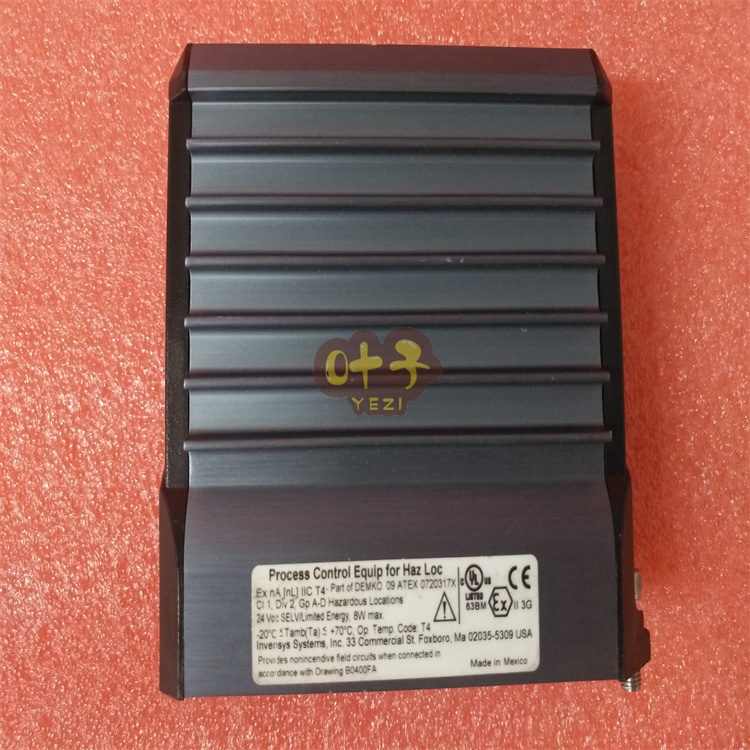 叶子
YEZI
Process Control Equip for Haz Loc
Ex nA [nL] IIC T4- Part of DEMKO 09 ATEX 0720317X
Cl 1, Div 2, Gp A-D Hazardous Locations
24 Vdc SELV/Limited Energy, 8W max.
-20°C ≤ Tamb(Ta) ≤ +70°C, Op. Temp. Code: T4
Invensys Systems, Inc. 33 Commercial St. Foxboro, Ma 02035-5309 USA
Provides nonincendive field circuits when connected in
accordance with Drawing B0400FA
Made in: Mexico
C UL US
LISTED
63BM
Ex II 3G